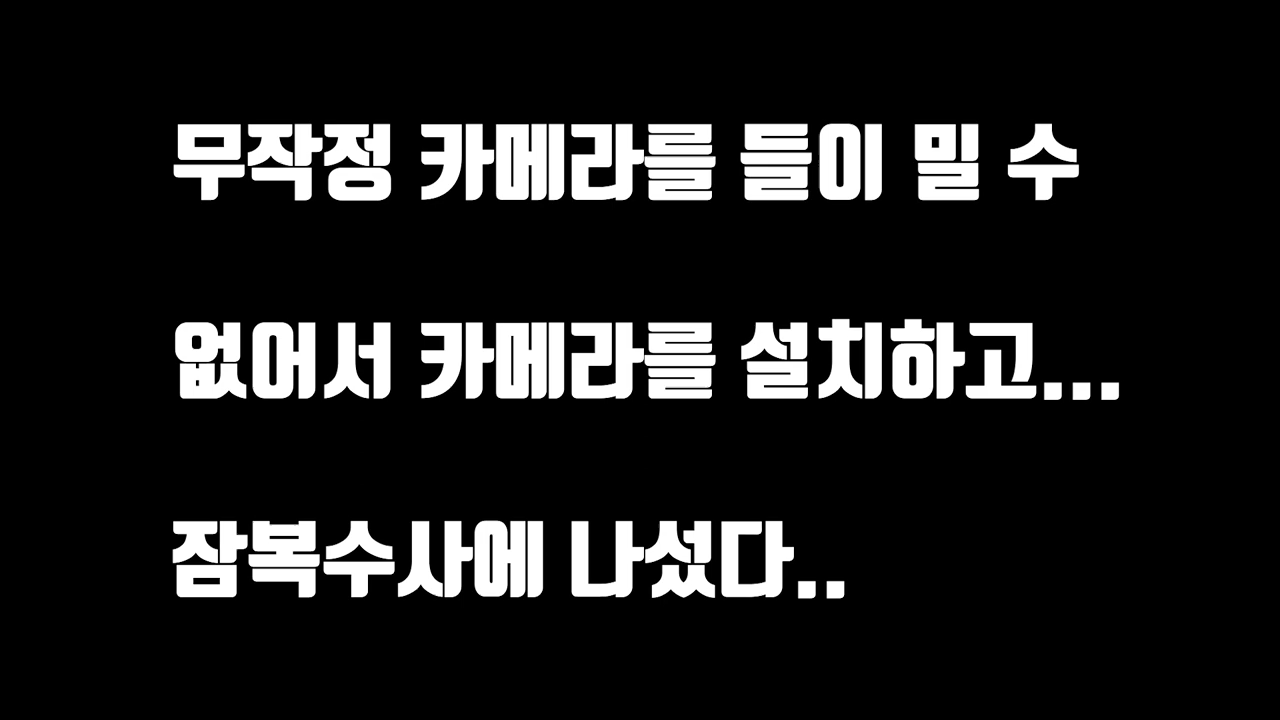 무작정 카메라를 들이 밀 수
없어서 카메라를 설치하고...
잠복수사에 나섰다..